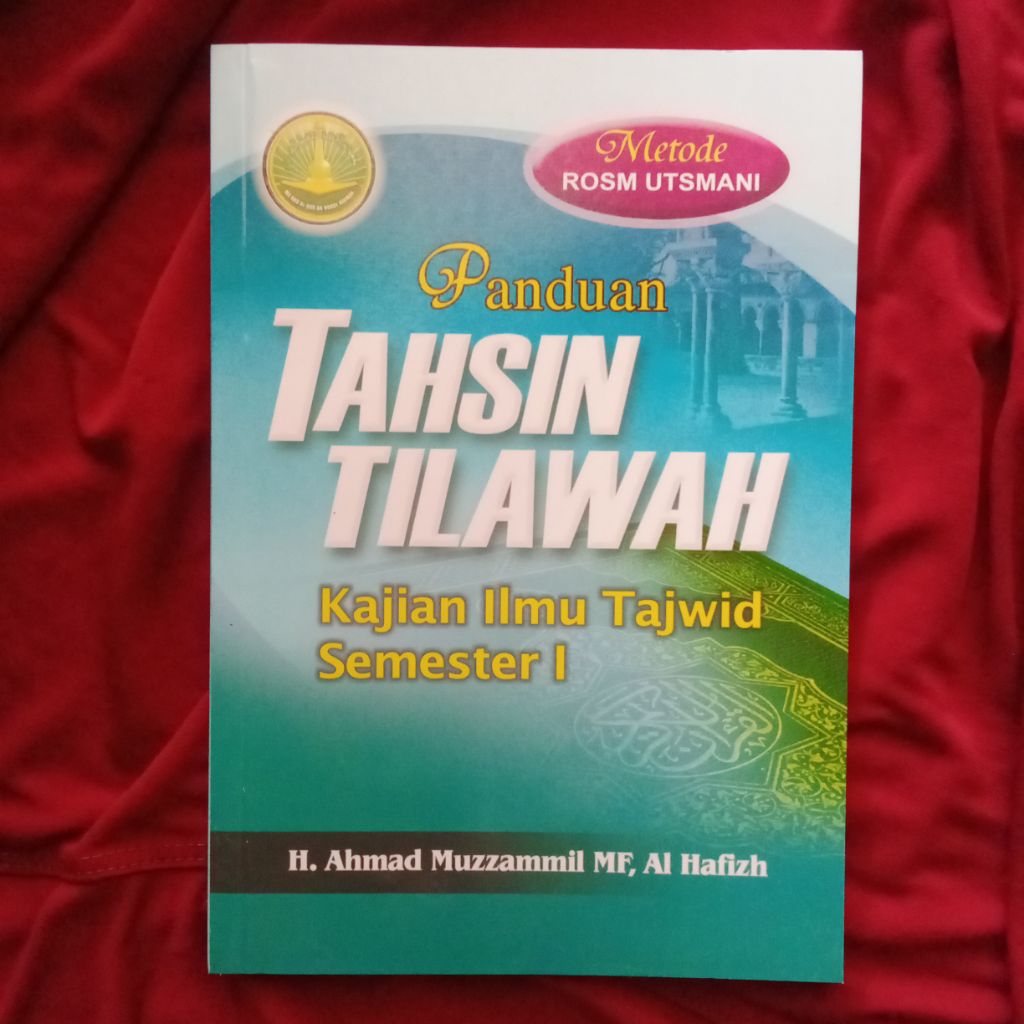 Metode
ROSM UTSMANI
Panduan
TAHSIN
TILAWAH
Kajian Ilmu Tajwid
Semester I
H. Ahmad Muzzammil MF, Al Hafizh